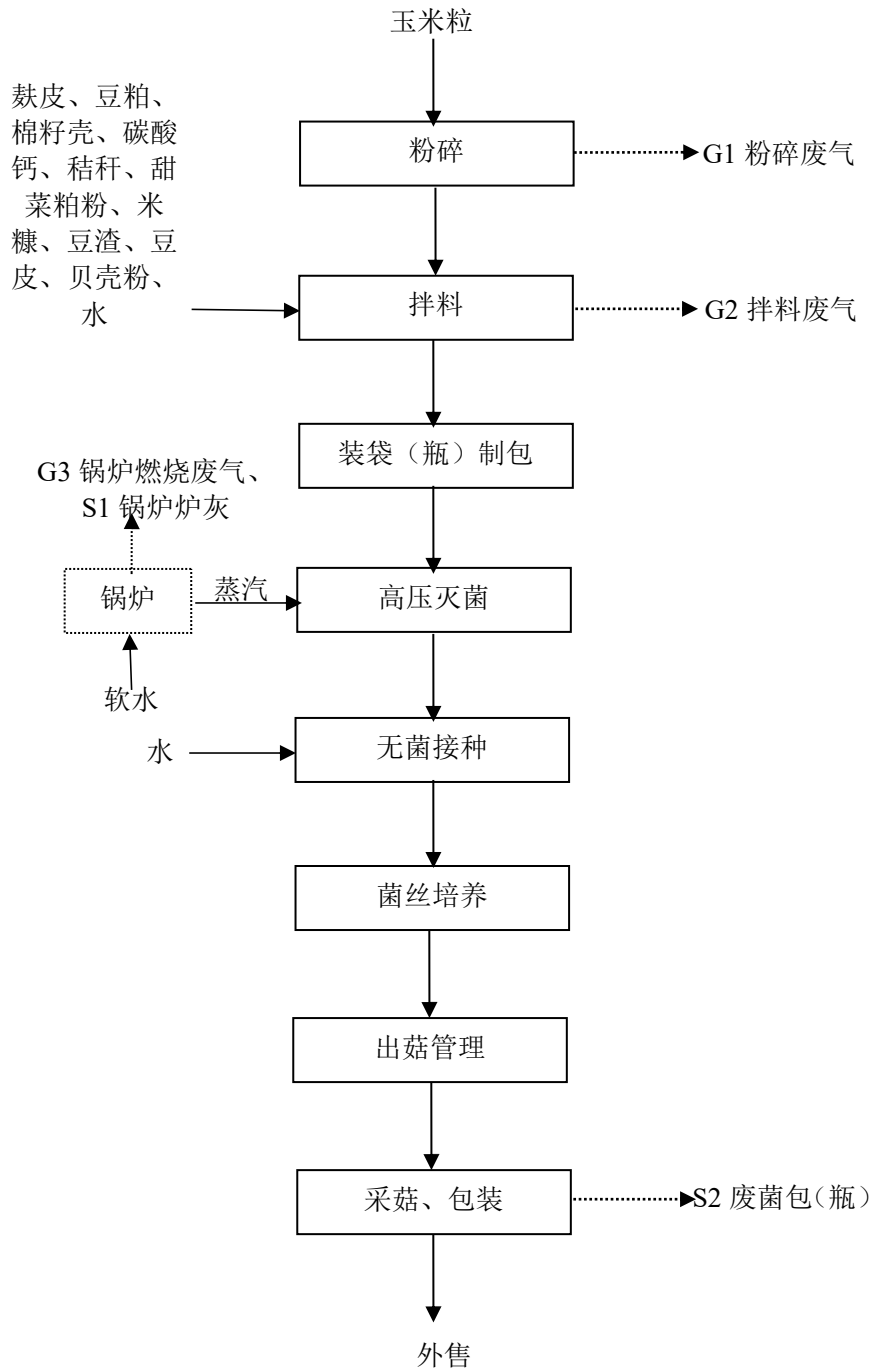 玉米粒
麸皮、豆粕、
棉籽壳、碳酸
钙、秸秆、甜
菜粕粉、米
糠、豆渣、豆
皮、贝壳粉、
水
粉碎
G1 粉碎废气
拌料
G2 拌料废气
装袋（瓶）制包
G3 锅炉燃烧废气、
S1 锅炉炉灰
锅炉
蒸汽
高压灭菌
软水
水
无菌接种
菌丝培养
出菇管理
采菇、包装
S2 废菌包（瓶）
外售